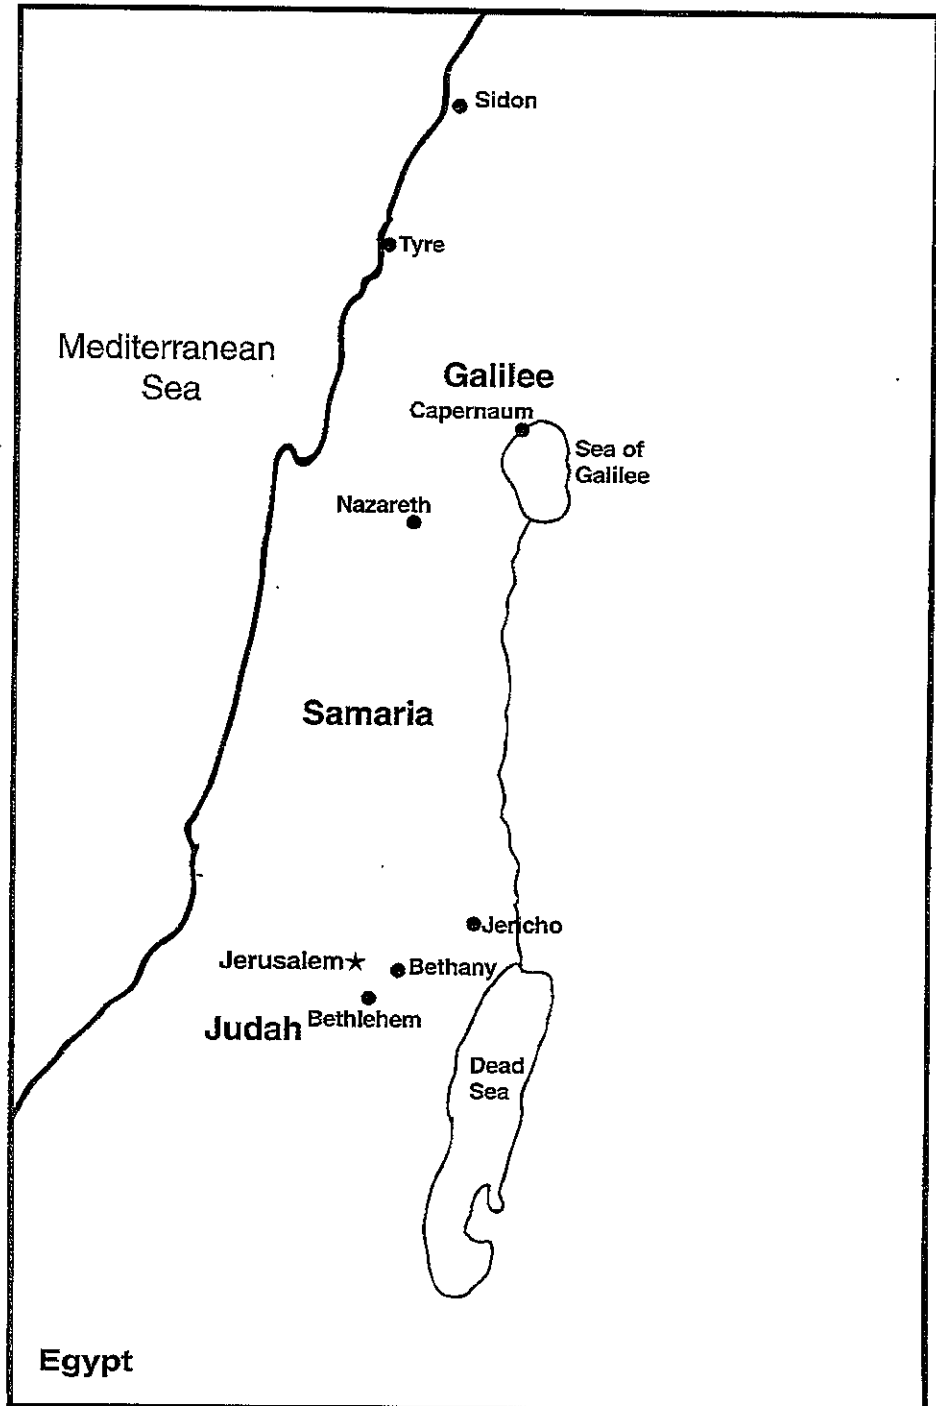 Sidon
Tyre
Mediterranean
Sea
Galilee
Capernaum
Sea of
Galilee
Nazareth
Samaria
Jericho
Jerusalem
Bethany
Judah
Bethlehem
Dead
Sea
Egypt